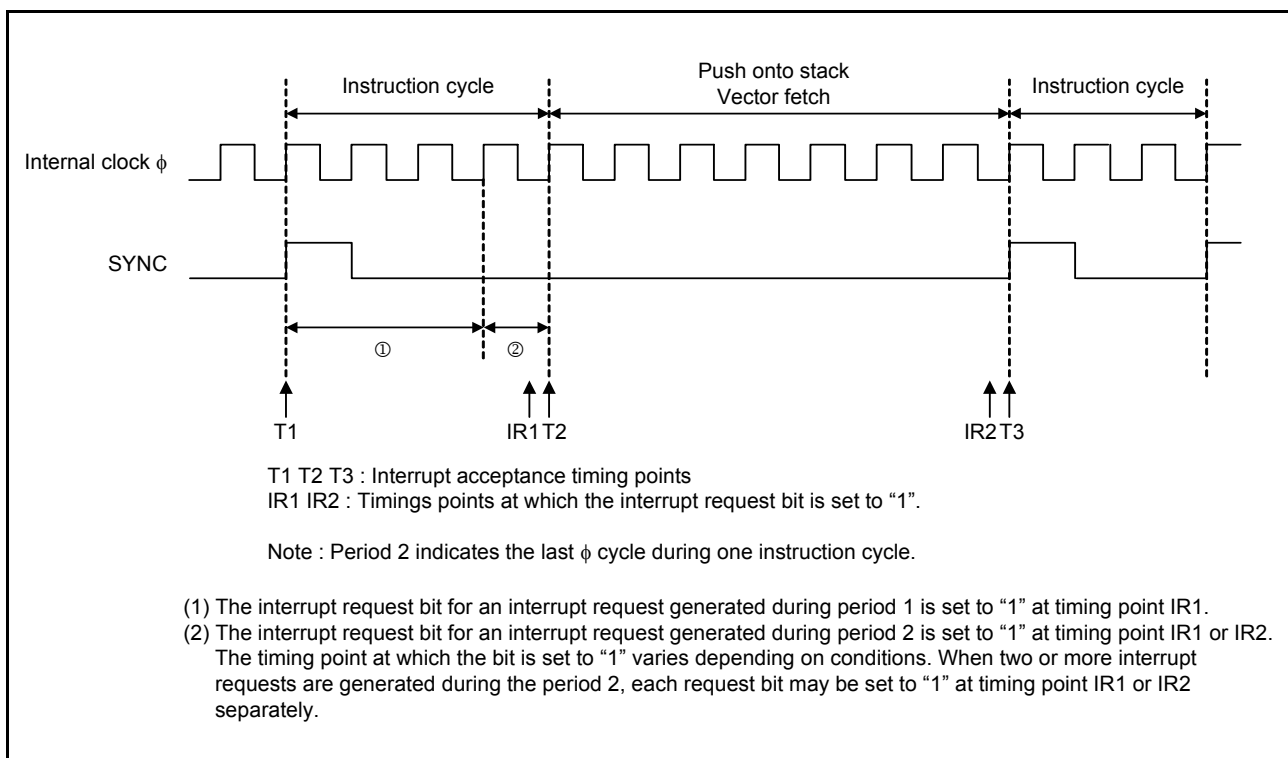 Instruction cycle
Push onto stack
Vector fetch
Instruction cycle
Internal clock ϕ
SYNC
①
②
T1
IR1 T2
IR2 T3
T1 T2 T3 : Interrupt acceptance timing points
IR1 IR2 : Timings points at which the interrupt request bit is set to “1”.
Note : Period 2 indicates the last ϕ cycle during one instruction cycle.
(1) The interrupt request bit for an interrupt request generated during period 1 is set to “1” at timing point IR1.
(2) The interrupt request bit for an interrupt request generated during period 2 is set to “1” at timing point IR1 or IR2.
The timing point at which the bit is set to “1” varies depending on conditions. When two or more interrupt
requests are generated during the period 2, each request bit may be set to “1” at timing point IR1 or IR2
separately.